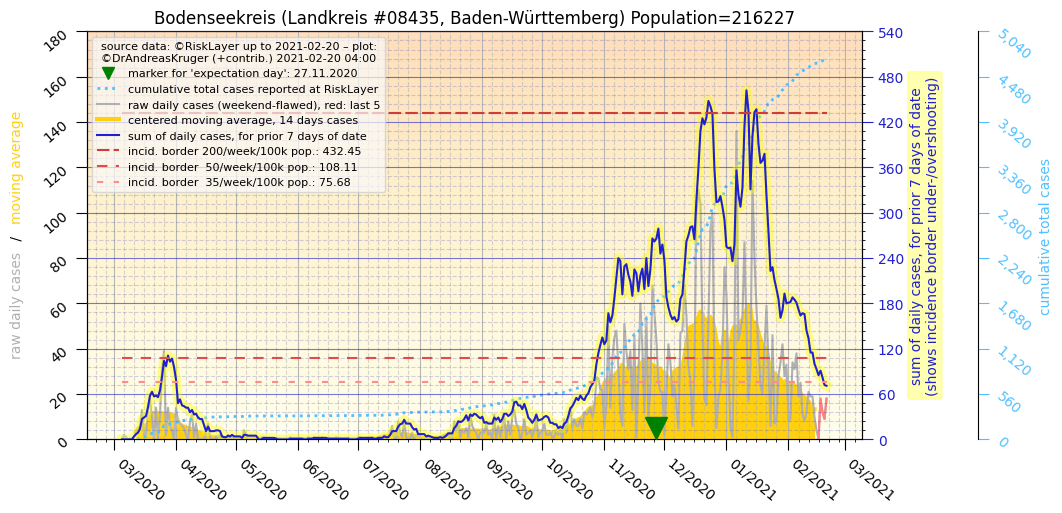 Bodenseekreis (Landkreis #08435, Baden-Württemberg) Population=216227
source data: ©RiskLayer up to 2021-02-20 – plot:
©DrAndreasKruger (+contrib.) 2021-02-20 04:00
marker for 'expectation day': 27.11.2020
cumulative total cases reported at RiskLayer
raw daily cases (weekend-flawed), red: last 5
centered moving average, 14 days cases
sum of daily cases, for prior 7 days of date
incid. border 200/week/100k pop.: 432.45
incid. border  50/week/100k pop.: 108.11
incid. border  35/week/100k pop.: 75.68
raw daily cases / moving average
180
160
140
120
100
80
60
40
20
0
03/2020
04/2020
05/2020
06/2020
07/2020
08/2020
09/2020
10/2020
11/2020
12/2020
01/2021
02/2021
03/2021
540
480
420
360
300
240
180
120
60
0
sum of daily cases, for prior 7 days of date
(shows incidence border under-/overshooting)
5,040
4,480
3,920
3,360
2,800
2,240
1,680
1,120
560
0
cumulative total cases